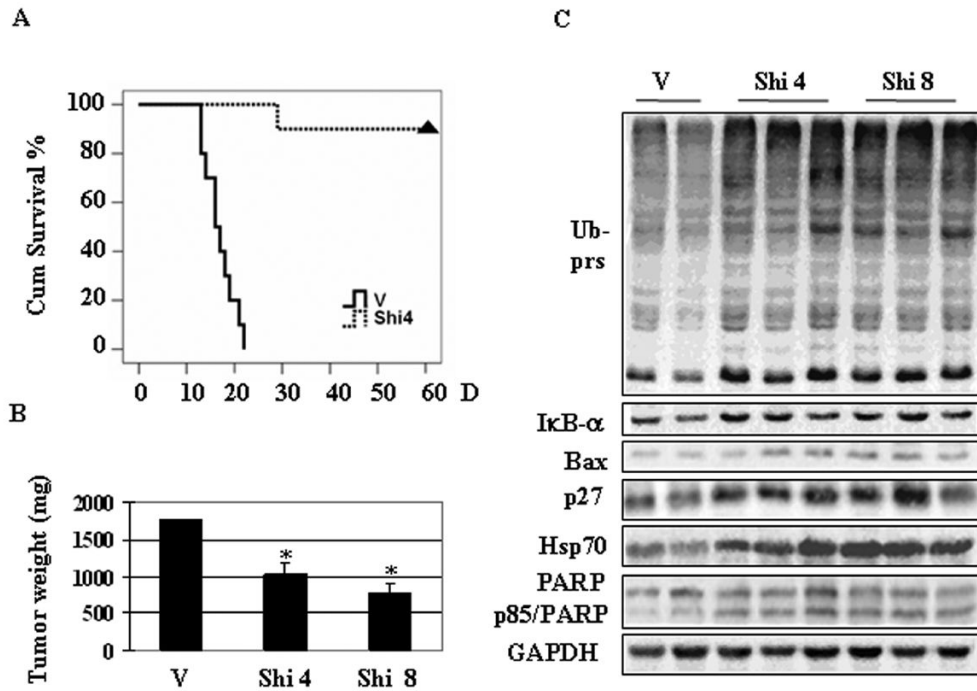 A
Cum Survival %
100
80
60
40
20
0
V
Shi4
0 10 20 30 40 50 60 D
B
Tumor weight (mg)
2000
1500
1000
500
0
* *
V Shi 4 Shi 8
C
V Shi 4 Shi 8
Ub-
prs
IκB-α
Bax
p27
Hsp70
PARP
p85/PARP
GAPDH